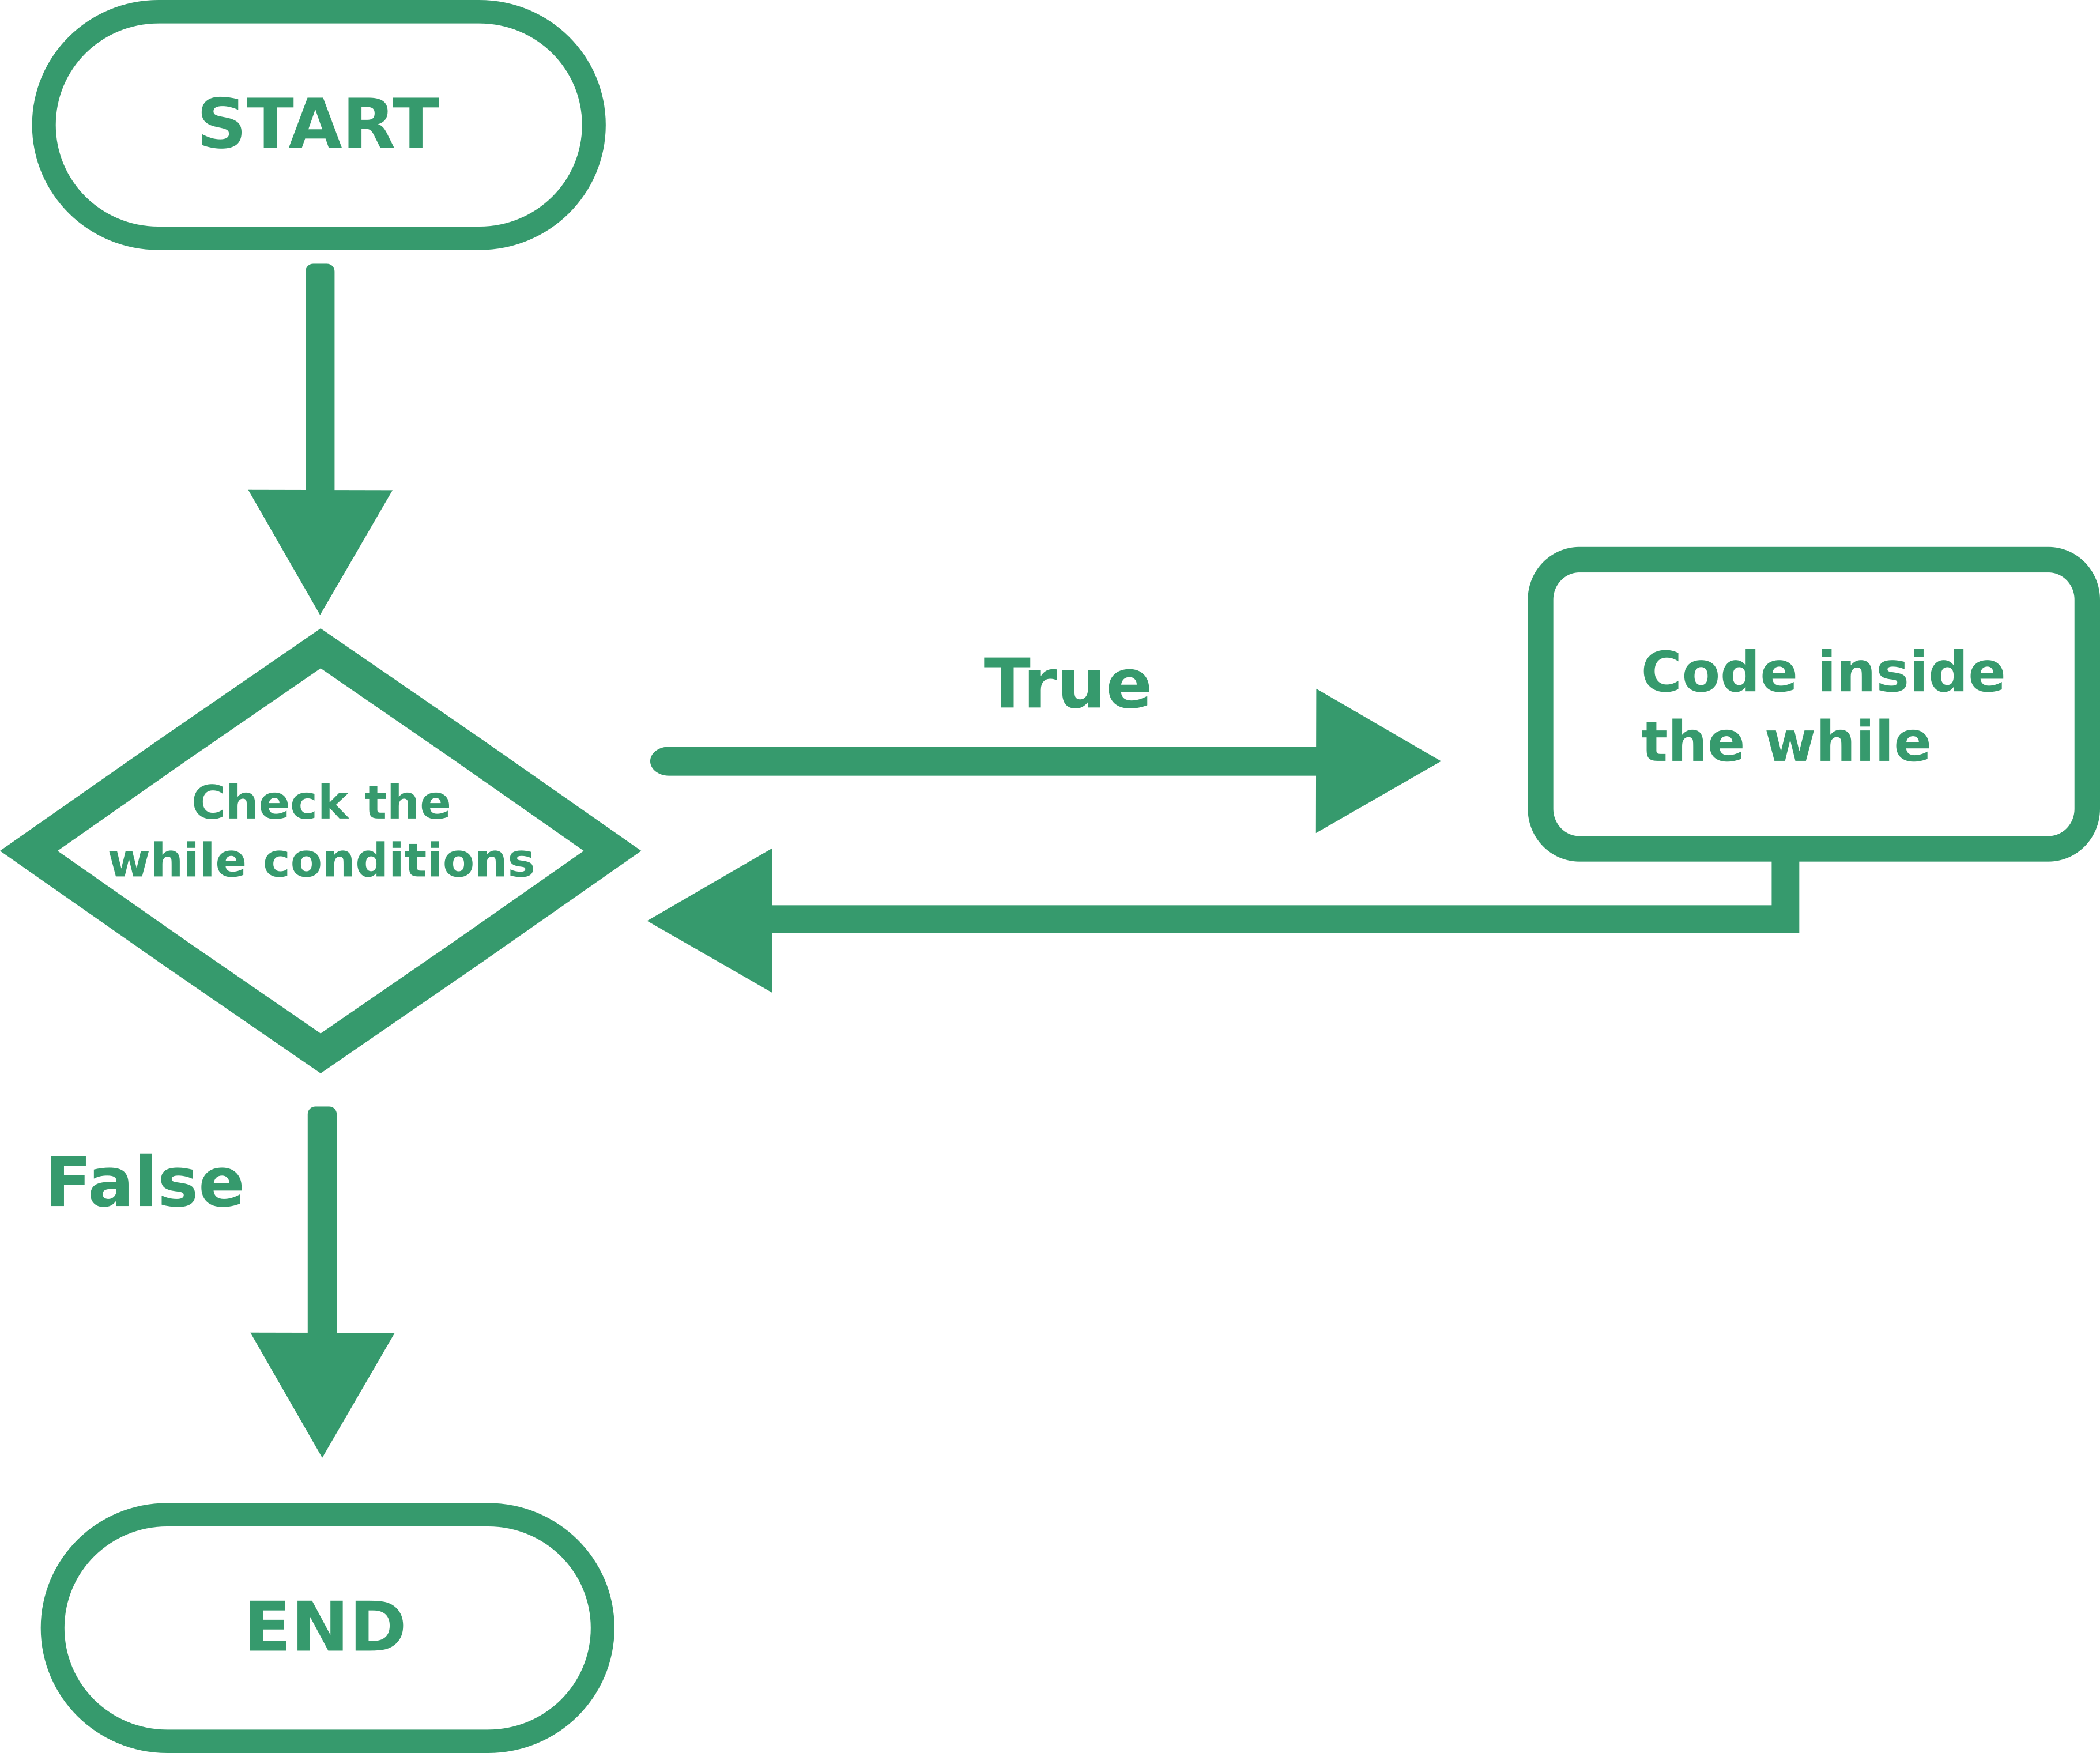 START
True
Code inside
the while
Check the
while conditions
False
END